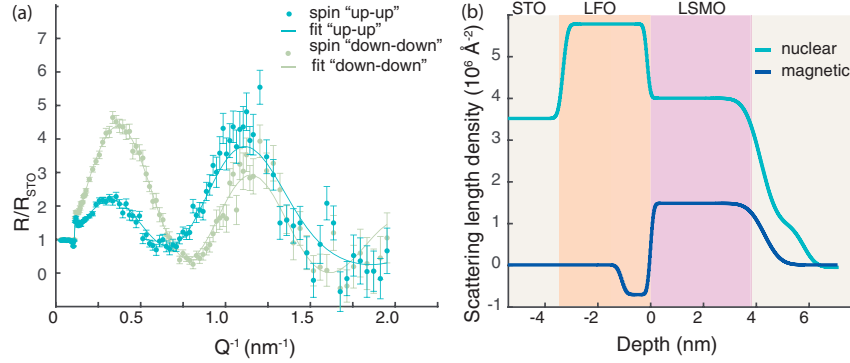 (a)
spin "up-up"
fit "up-up"
spin "down-down"
fit "down-down"
R/R_STO
8
7
6
5
4
3
2
1
0
0
0.5
1.0
1.5
2.0
Q⁻¹ (nm⁻¹)
(b)
STO LFO LSMO
nuclear
magnetic
Scattering length density (10⁶ Å⁻²)
6
5
4
3
2
1
0
-1
-4 -2 0 2 4 6
Depth (nm)